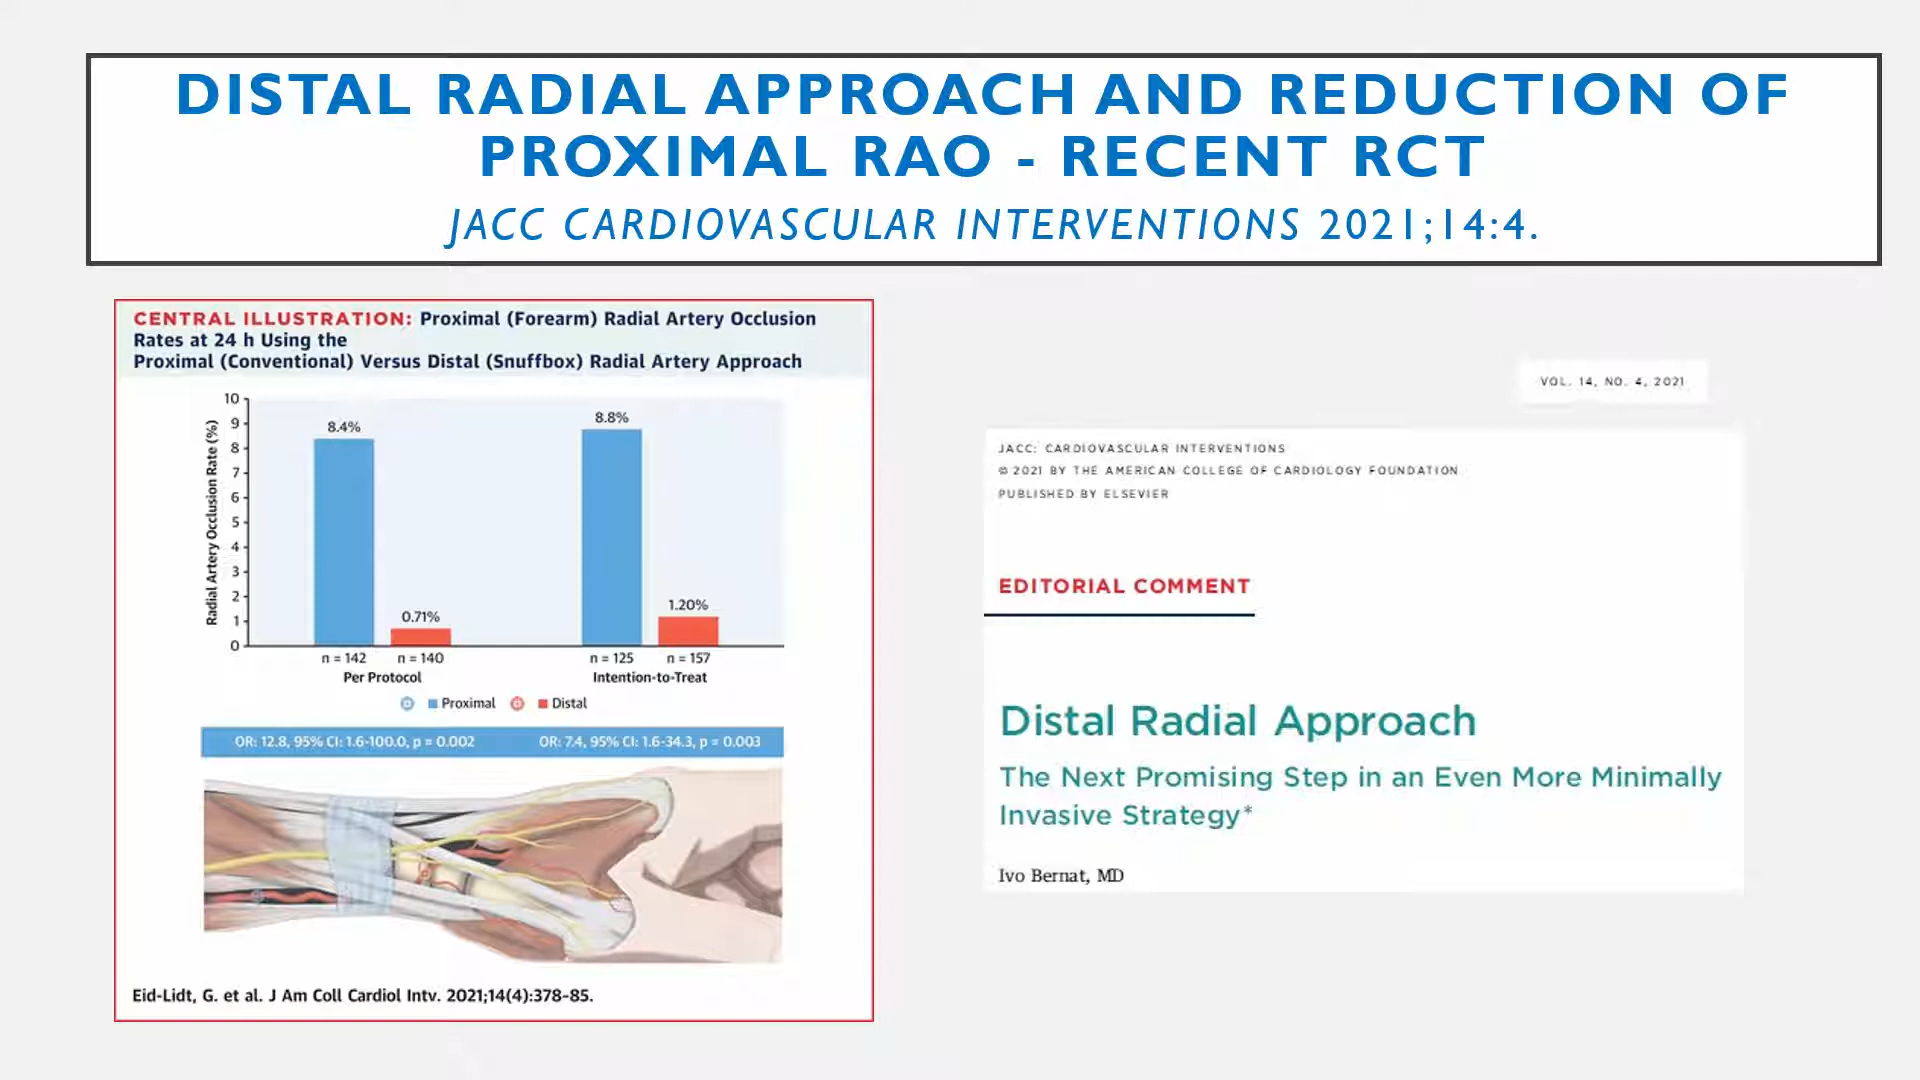 DISTAL RADIAL APPROACH AND REDUCTION OF
PROXIMAL RAO - RECENT RCT
JACC CARDIOVASCULAR INTERVENTIONS 2021;14:4.
CENTRAL ILLUSTRATION: Proximal (Forearm) Radial Artery Occlusion
Rates at 24 h Using the
Proximal (Conventional) Versus Distal (Snuffbox) Radial Artery Approach
Radial Artery Occlusion Rate (%)
10
9
8
7
6
5
4
3
2
1
0
8.4%
0.71%
8.8%
1.20%
n = 142 n = 140 n = 125 n = 157
Per Protocol Intention-to-Treat
Proximal Distal
OR: 12.8, 95% CI: 1.6-100.0, p = 0.002 OR: 7.4, 95% CI: 1.6-34.3, p = 0.003
Eid-Lidt, G. et al. J Am Coll Cardiol Intv. 2021;14(4):378–85.
VOL. 14, NO. 4, 2021
JACC: CARDIOVASCULAR INTERVENTIONS
© 2021 BY THE AMERICAN COLLEGE OF CARDIOLOGY FOUNDATION
PUBLISHED BY ELSEVIER
EDITORIAL COMMENT
Distal Radial Approach
The Next Promising Step in an Even More Minimally
Invasive Strategy*
Ivo Bernat, MD